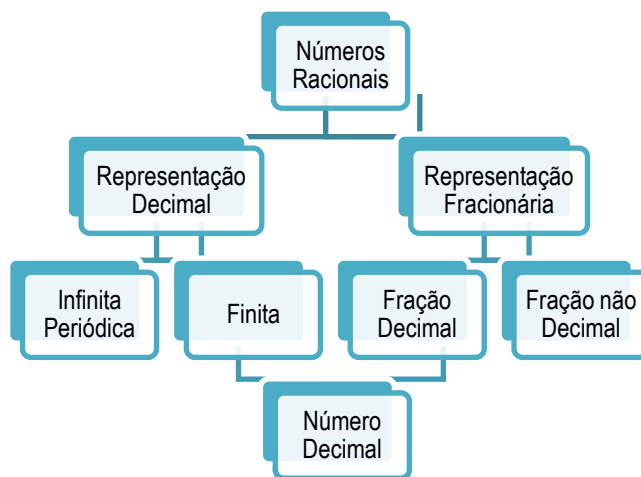 Números
Racionais
Representação
Decimal
Representação
Fracionária
Infinita
Periódica
Finita
Fração
Decimal
Fração não
Decimal
Número
Decimal